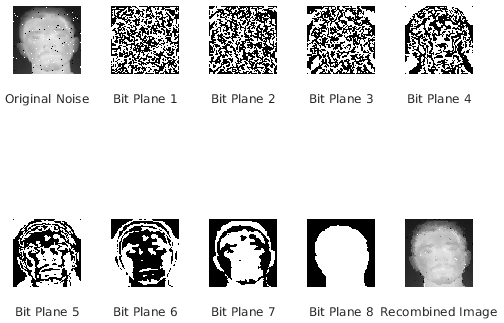 Original Noise
Bit Plane 1
Bit Plane 2
Bit Plane 3
Bit Plane 4
Bit Plane 5
Bit Plane 6
Bit Plane 7
Bit Plane 8
Recombined Image